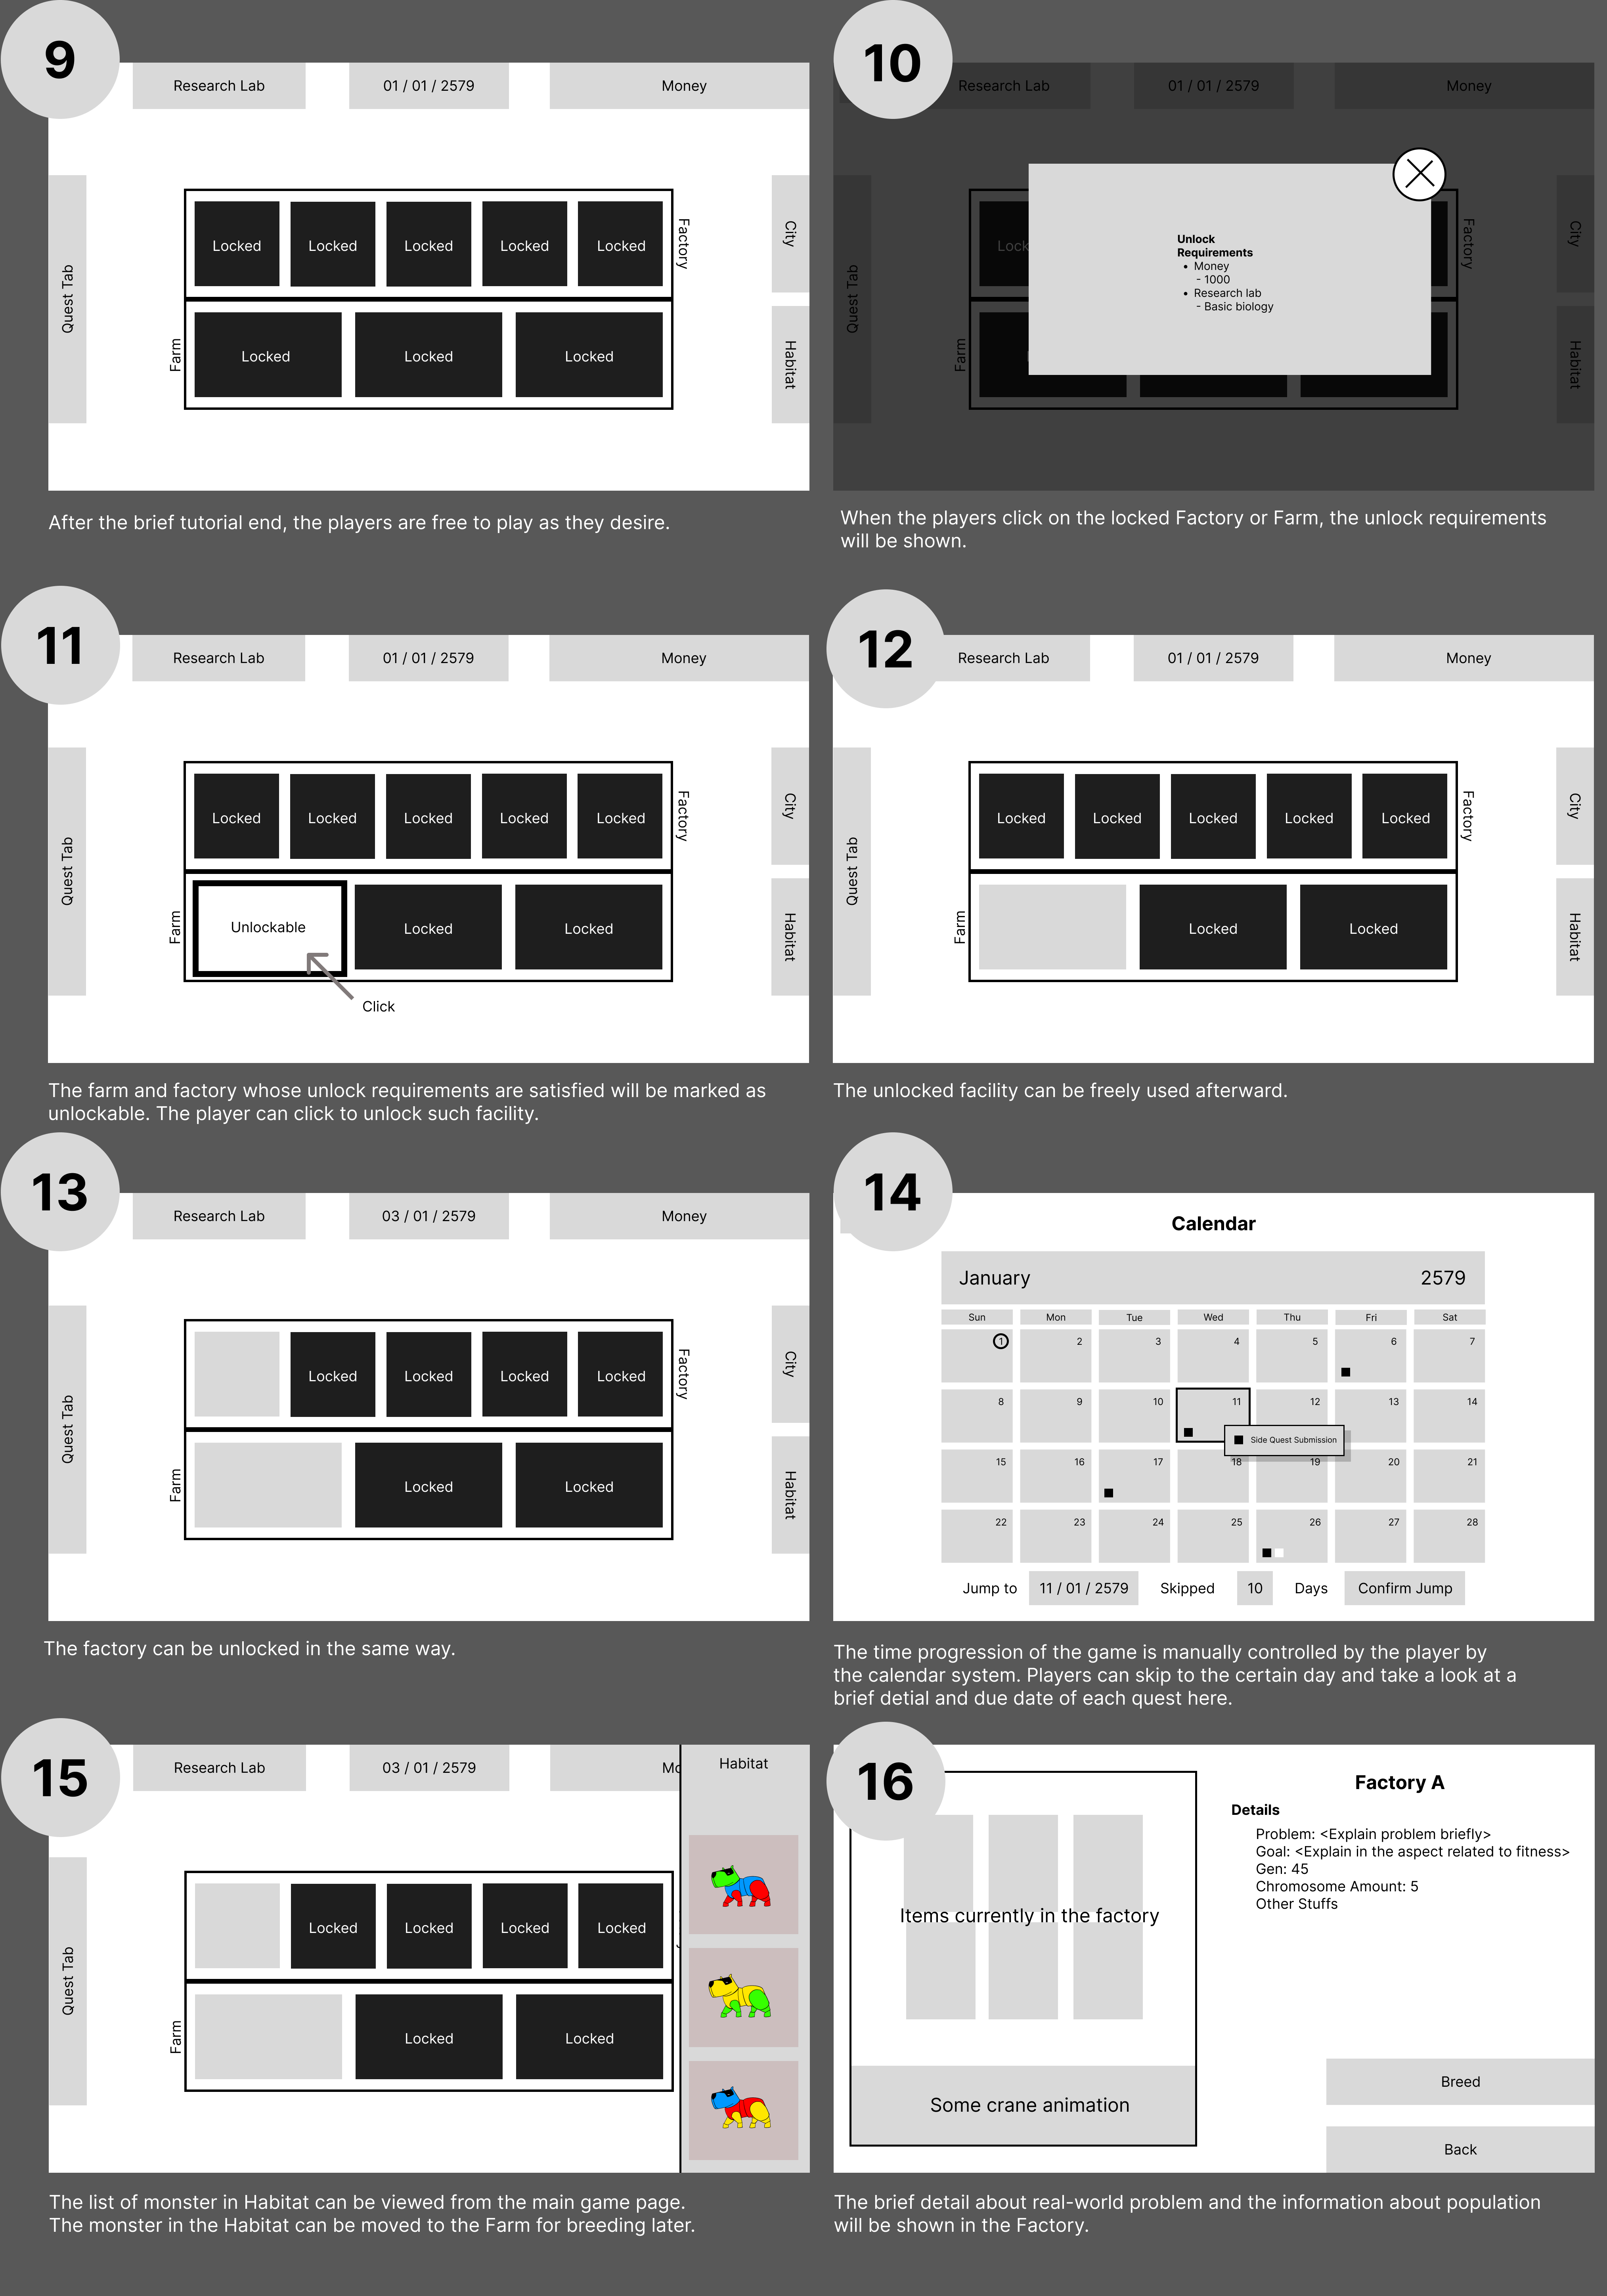 9
Research Lab
01 / 01 / 2579
Money
Quest Tab
Locked
Locked
Locked
Locked
Locked
Factory
Farm
Locked
Locked
Locked
City
Habitat
After the brief tutorial end, the players are free to play as they desire.
10
Research Lab
01 / 01 / 2579
Money
Quest Tab
Lock
Factory
Farm
City
Habitat
Unlock
Requirements
• Money
- 1000
• Research lab
- Basic biology
When the players click on the locked Factory or Farm, the unlock requirements
will be shown.
11
Research Lab
01 / 01 / 2579
Money
Quest Tab
Locked
Locked
Locked
Locked
Locked
Factory
Farm
Unlockable
Locked
Locked
Click
City
Habitat
The farm and factory whose unlock requirements are satisfied will be marked as
unlockable. The player can click to unlock such facility.
12
Research Lab
01 / 01 / 2579
Money
Quest Tab
Locked
Locked
Locked
Locked
Locked
Factory
Farm
Locked
Locked
City
Habitat
The unlocked facility can be freely used afterward.
13
Research Lab
03 / 01 / 2579
Money
Quest Tab
Locked
Locked
Locked
Locked
Factory
Farm
Locked
Locked
City
Habitat
The factory can be unlocked in the same way.
14
Calendar
January 2579
Sun Mon Tue Wed Thu Fri Sat
1 2 3 4 5 6 7
8 9 10 11 12 13 14
Side Quest Submission
15 16 17 18 19 20 21
22 23 24 25 26 27 28
Jump to 11 / 01 / 2579 Skipped 10 Days Confirm Jump
The time progression of the game is manually controlled by the player by
the calendar system. Players can skip to the certain day and take a look at a
brief detial and due date of each quest here.
15
Research Lab
03 / 01 / 2579
Mo
Habitat
Quest Tab
Locked
Locked
Locked
Locked
Farm
Locked
Locked
The list of monster in Habitat can be viewed from the main game page.
The monster in the Habitat can be moved to the Farm for breeding later.
16
Items currently in the factory
Some crane animation
Factory A
Details
Problem: <Explain problem briefly>
Goal: <Explain in the aspect related to fitness>
Gen: 45
Chromosome Amount: 5
Other Stuffs
Breed
Back
The brief detail about real-world problem and the information about population
will be shown in the Factory.